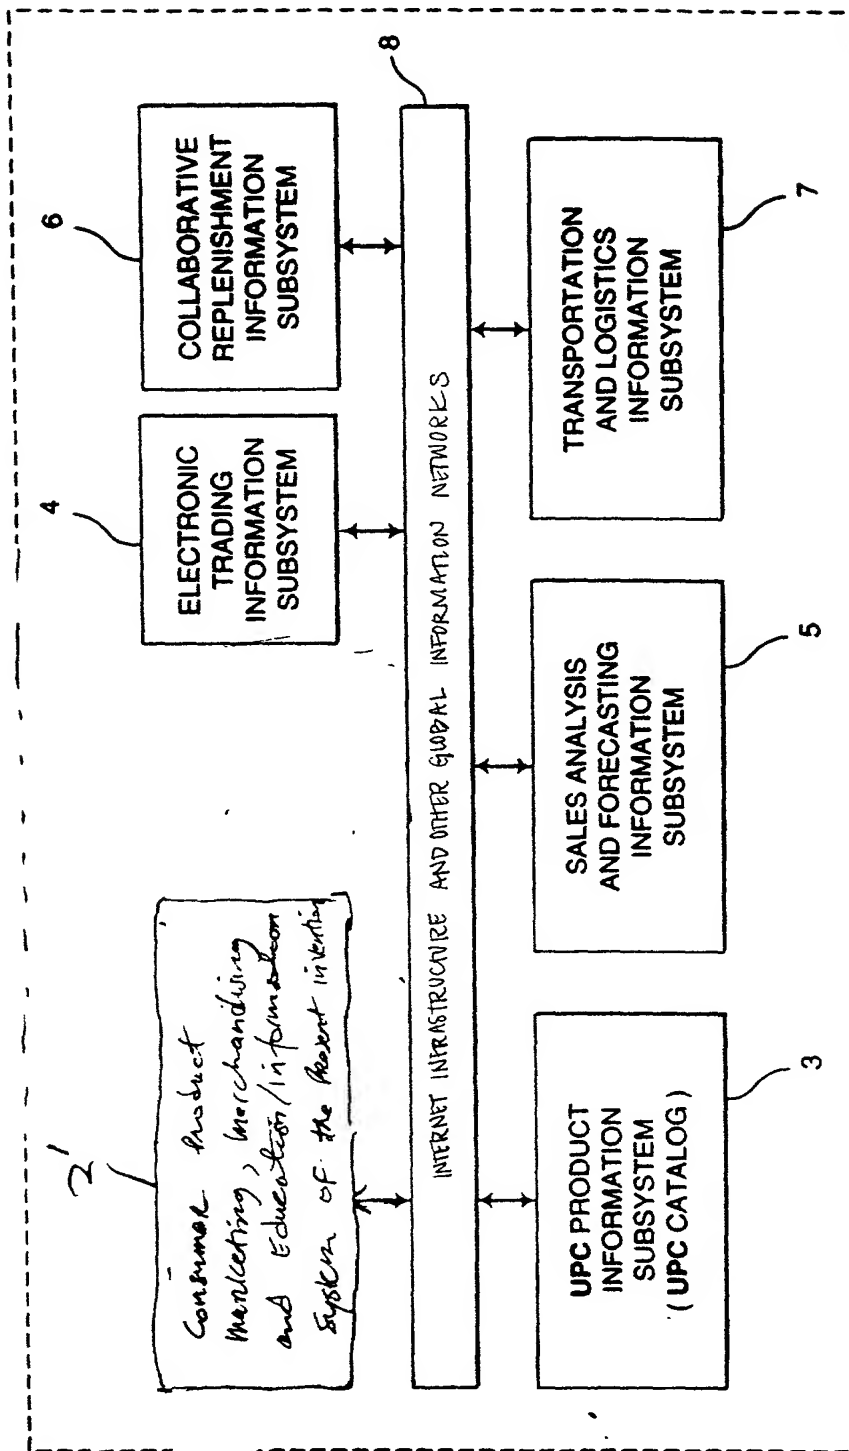 2'
Consumer Product
Marketing, Merchandising
and Education/information
System of the Present invention
4
ELECTRONIC
TRADING
INFORMATION
SUBSYSTEM
6
COLLABORATIVE
REPLENISHMENT
INFORMATION
SUBSYSTEM
8
INTERNET INFRASTRUCTURE AND OTHER GLOBAL INFORMATION NETWORKS
UPC PRODUCT
INFORMATION
SUBSYSTEM
(UPC CATALOG)
3
SALES ANALYSIS
AND FORECASTING
INFORMATION
SUBSYSTEM
5
TRANSPORTATION
AND LOGISTICS
INFORMATION
SUBSYSTEM
7